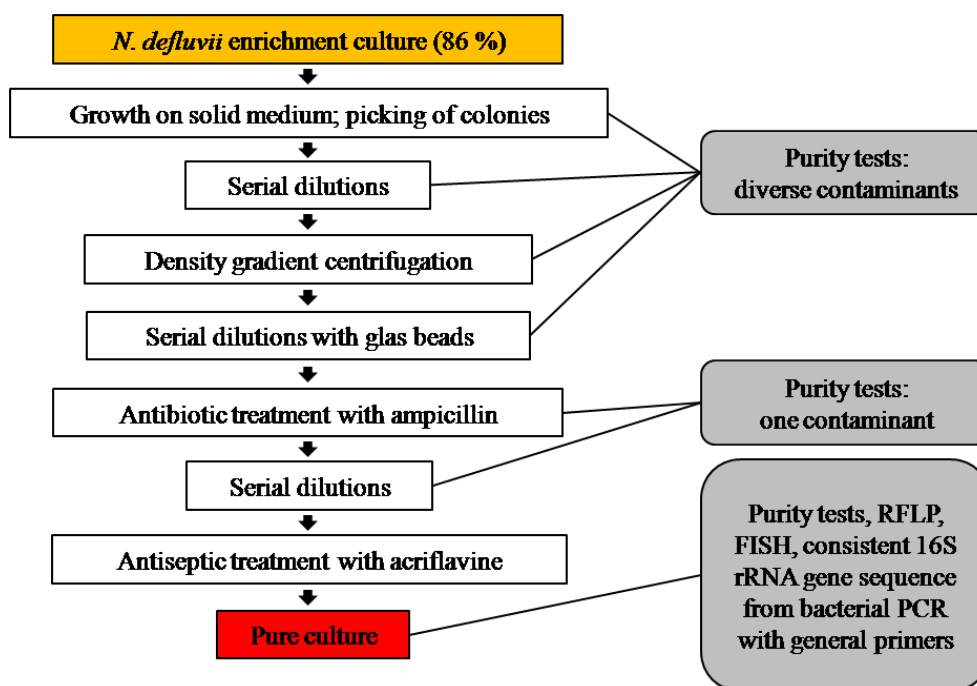 N. defluvii enrichment culture (86 %)
Growth on solid medium; picking of colonies
Serial dilutions
Density gradient centrifugation
Serial dilutions with glas beads
Antibiotic treatment with ampicillin
Serial dilutions
Antiseptic treatment with acriflavine
Pure culture
Purity tests:
diverse contaminants
Purity tests:
one contaminant
Purity tests, RFLP,
FISH, consistent 16S
rRNA gene sequence
from bacterial PCR
with general primers